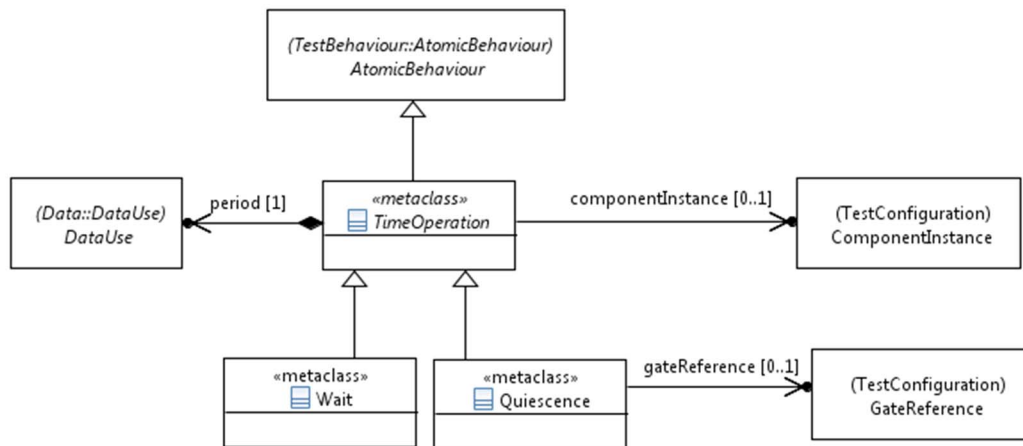 (TestBehaviour::AtomicBehaviour)
AtomicBehaviour
(Data::DataUse)
DataUse
period [1]
«metaclass»
TimeOperation
componentInstance [0..1]
(TestConfiguration)
ComponentInstance
«metaclass»
Wait
«metaclass»
Quiescence
gateReference [0..1]
(TestConfiguration)
GateReference